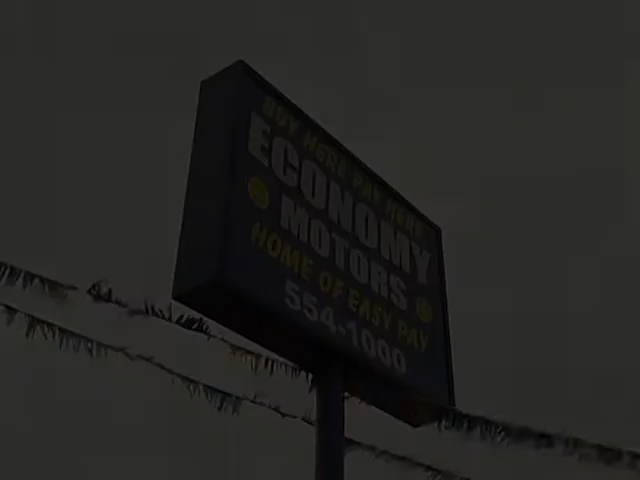 BUY HERE PAY HERE
ECONOMY
MOTORS
HOME OF EASY PAY
554-1000